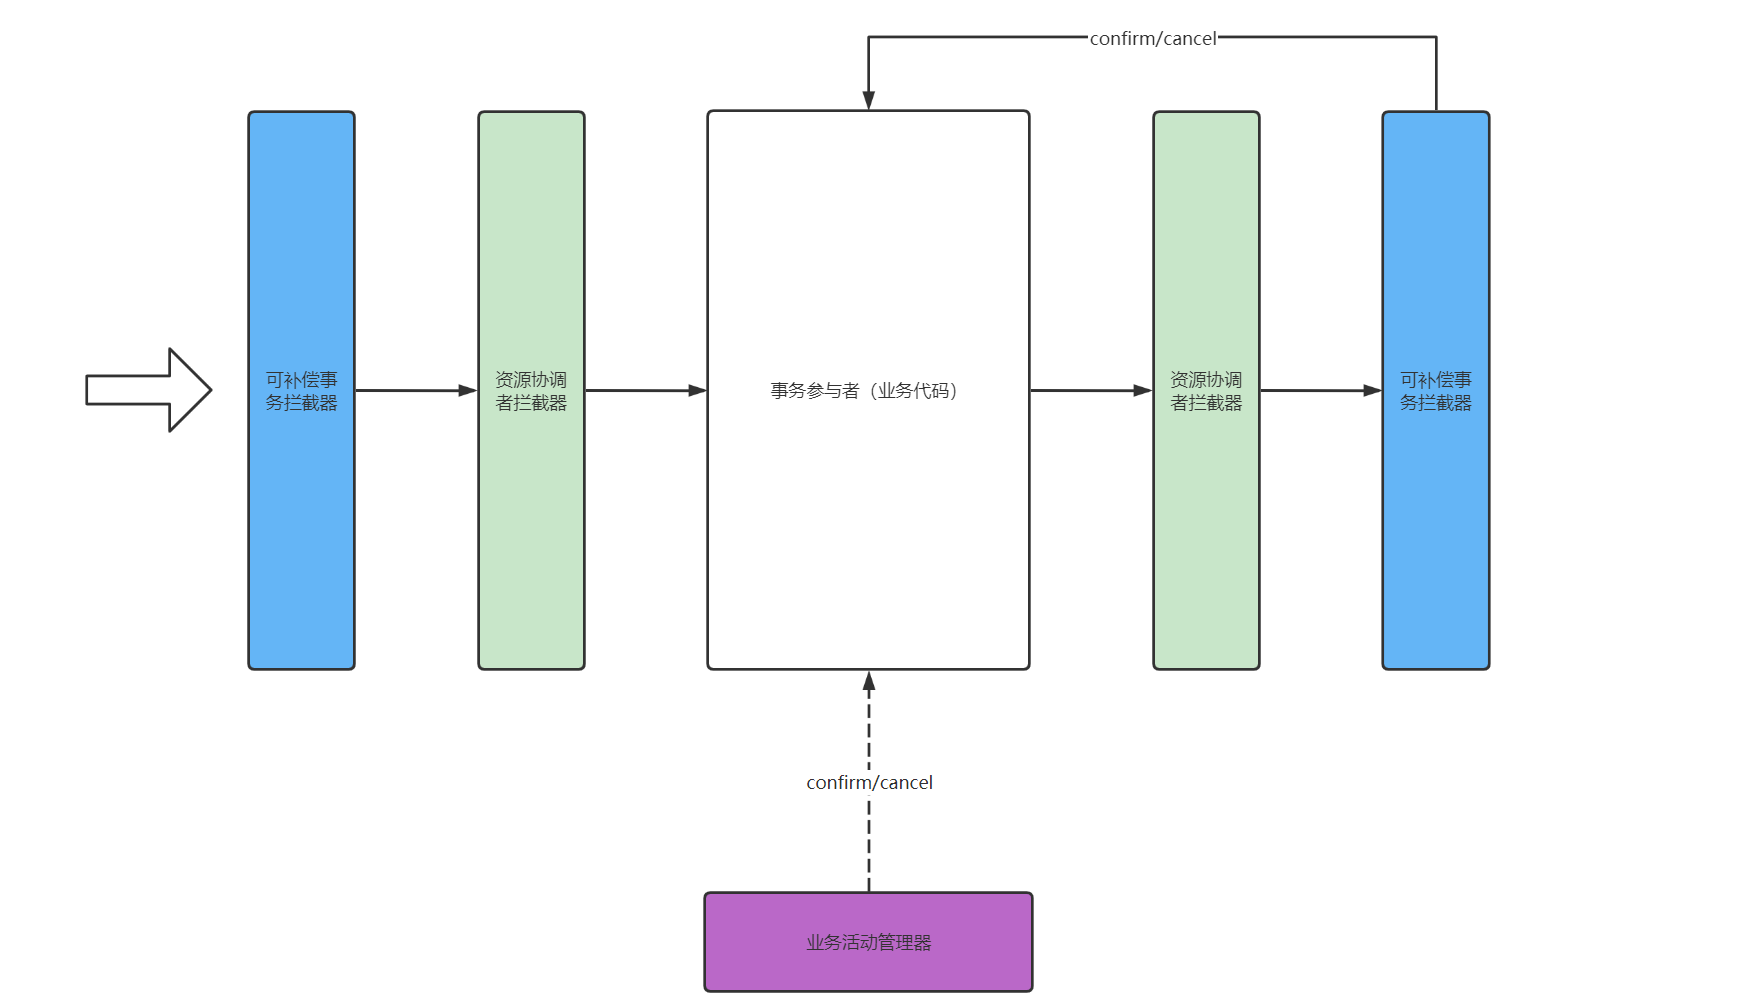 confirm/cancel
可补偿事
务拦截器
资源协调
者拦截器
事务参与者（业务代码）
资源协调
者拦截器
可补偿事
务拦截器
confirm/cancel
业务活动管理器